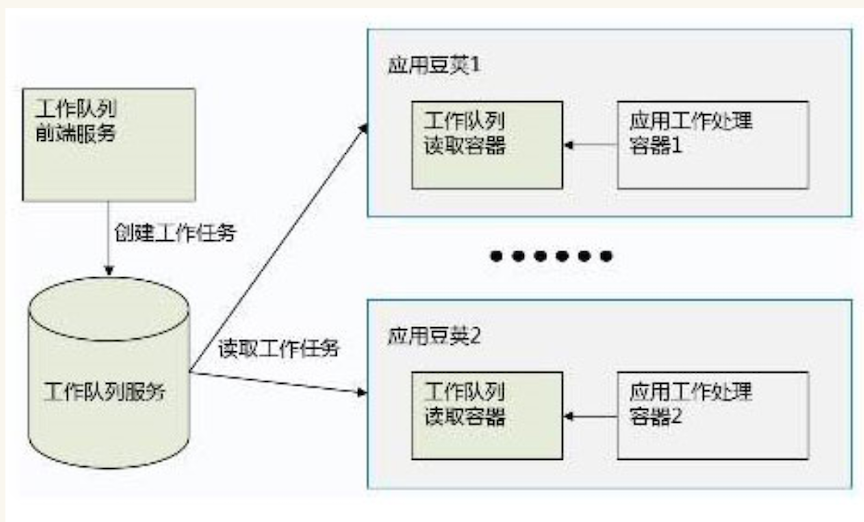 工作队列
前端服务
创建工作任务
工作队列服务
读取工作任务
应用豆荚1
工作队列
读取容器
应用工作处理
容器1
应用豆荚2
工作队列
读取容器
应用工作处理
容器2